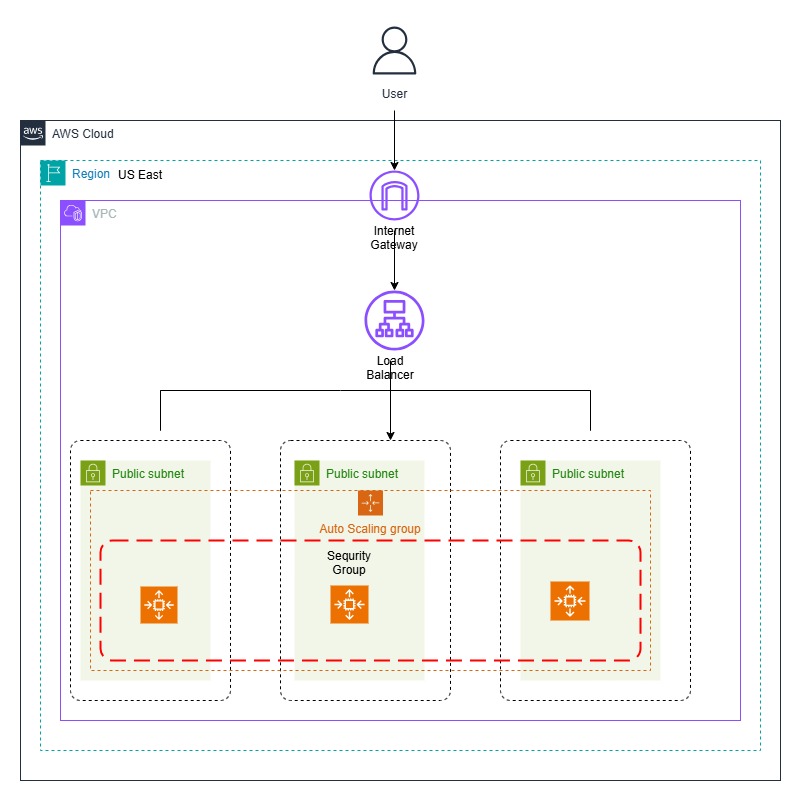 User
aws
AWS Cloud
Region US East
VPC
Internet
Gateway
Load
Balancer
Public subnet
Public subnet
Public subnet
Auto Scaling group
Sequrity
Group